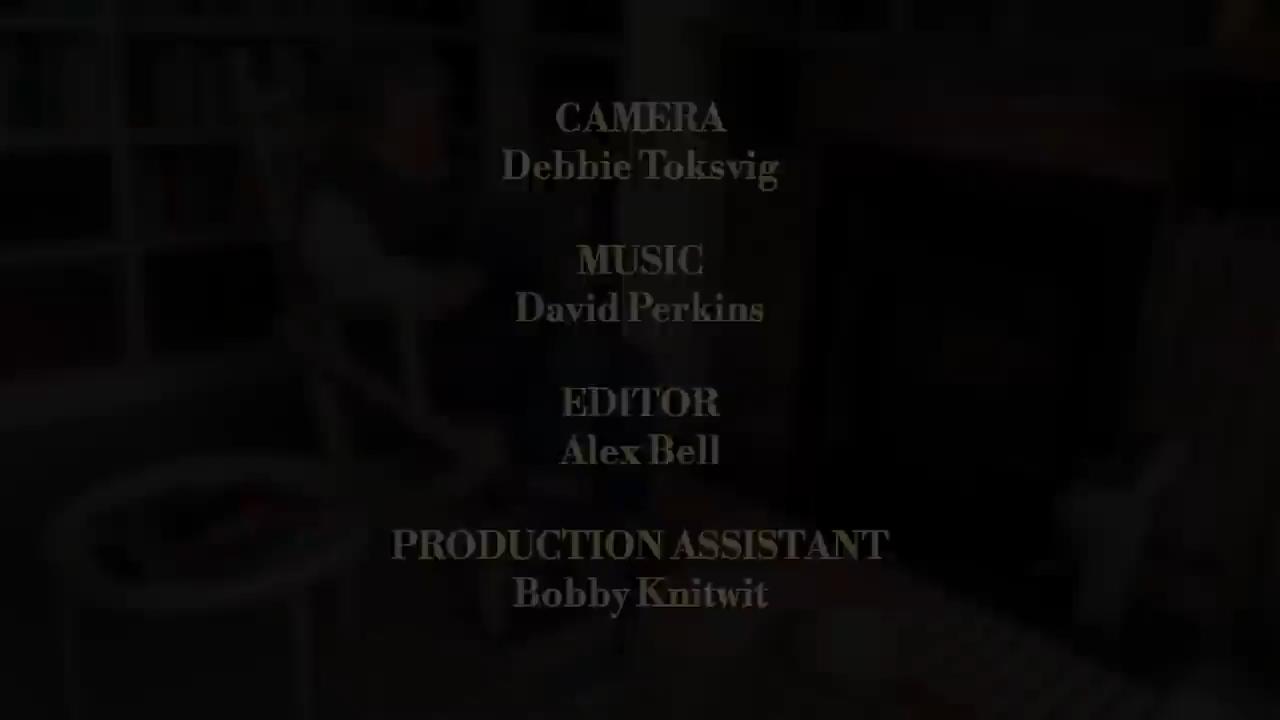 CAMERA
Debbie Toksvig
MUSIC
David Perkins
EDITOR
Alex Bell
PRODUCTION ASSISTANT
Bobby Knitwit